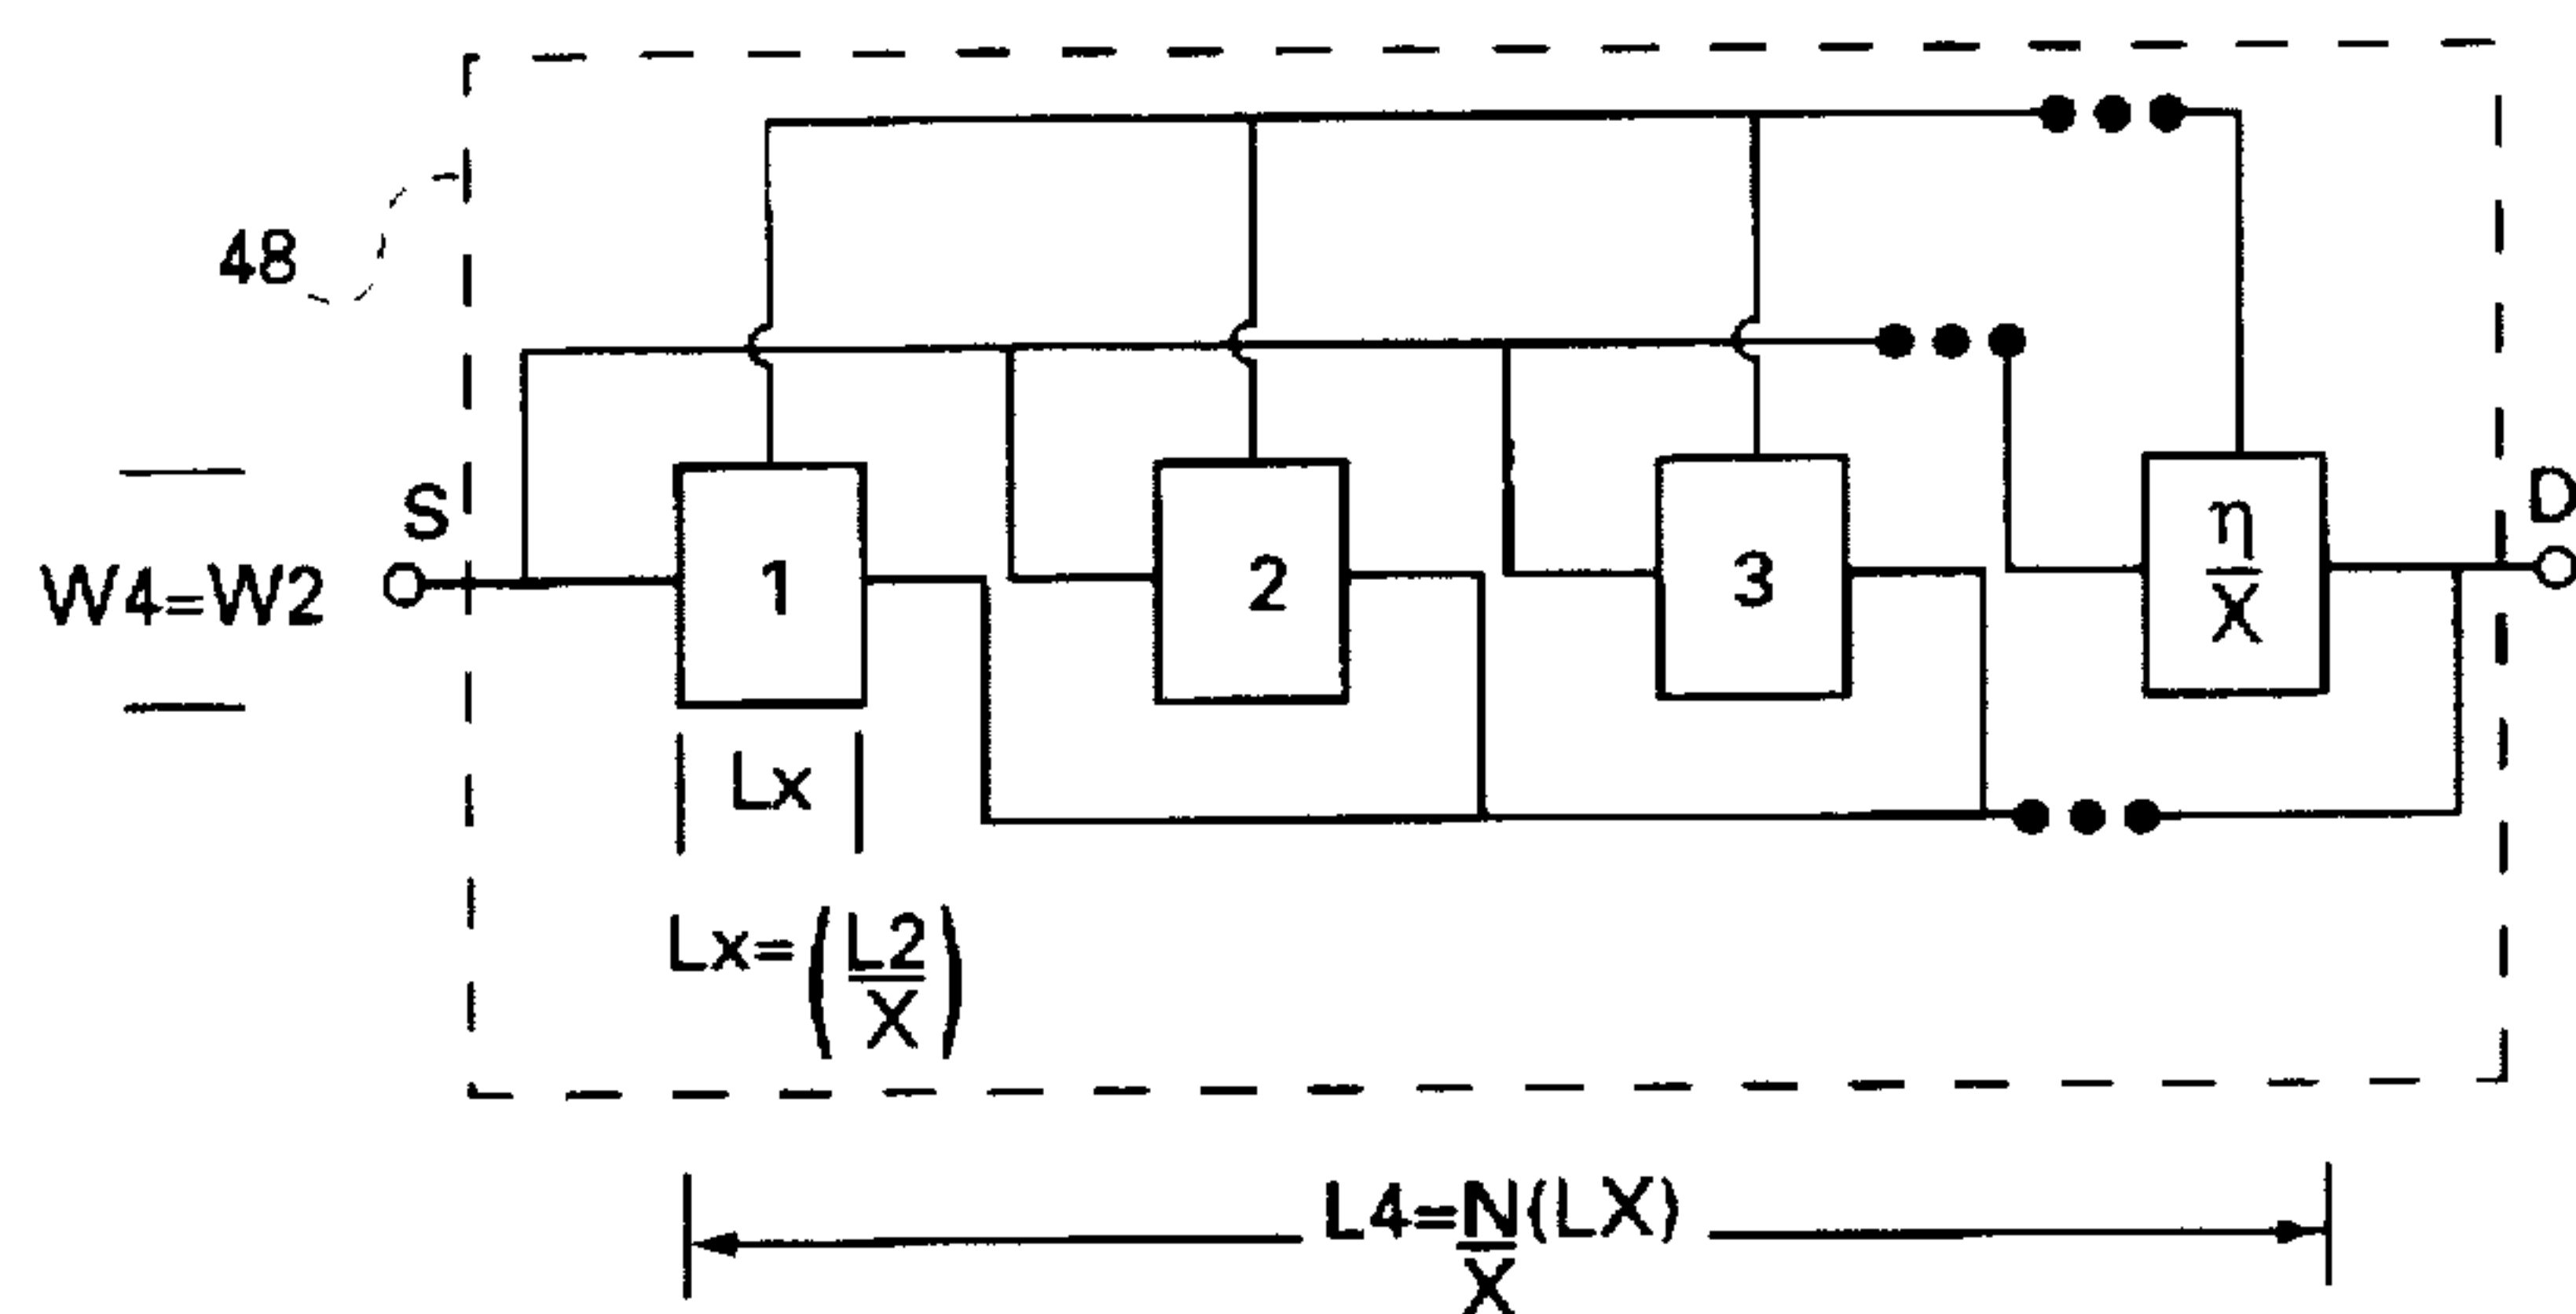 48
S
D
W4=W2
1
2
3
η/X
Lx
Lx=(L2/X)
L4=N/X(LX)